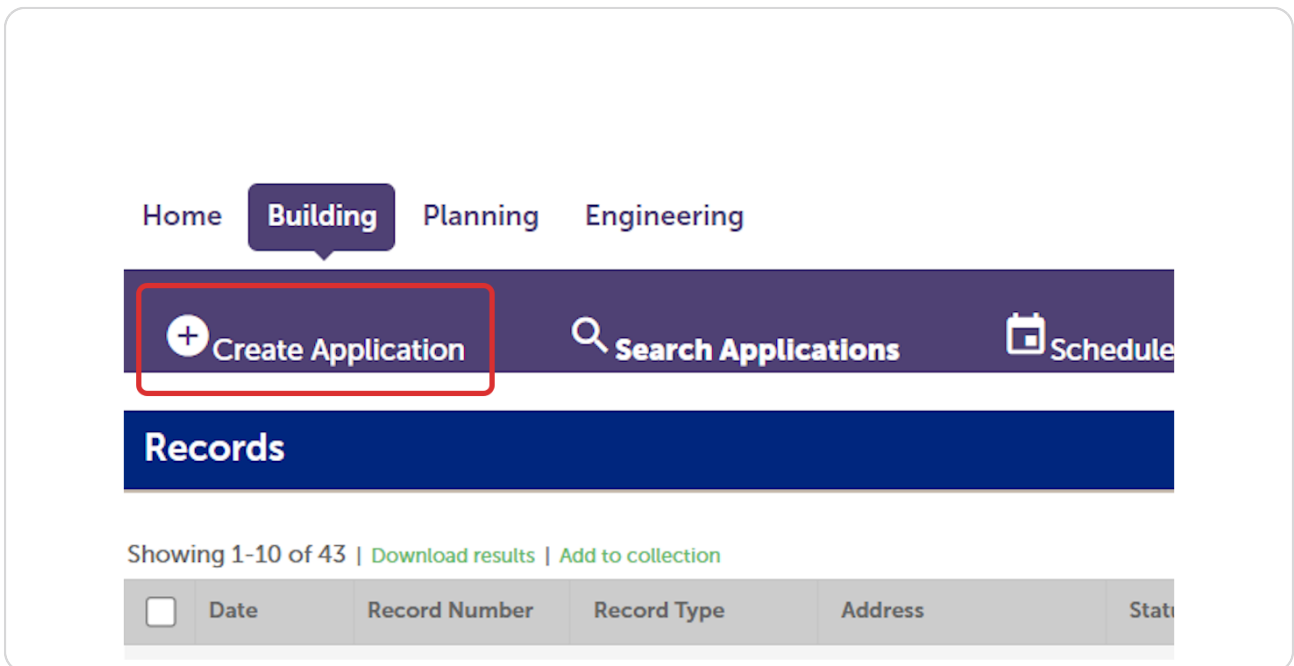 Home Building Planning Engineering
Create Application Search Applications Schedule
Records
Showing 1-10 of 43 | Download results | Add to collection
Date Record Number Record Type Address